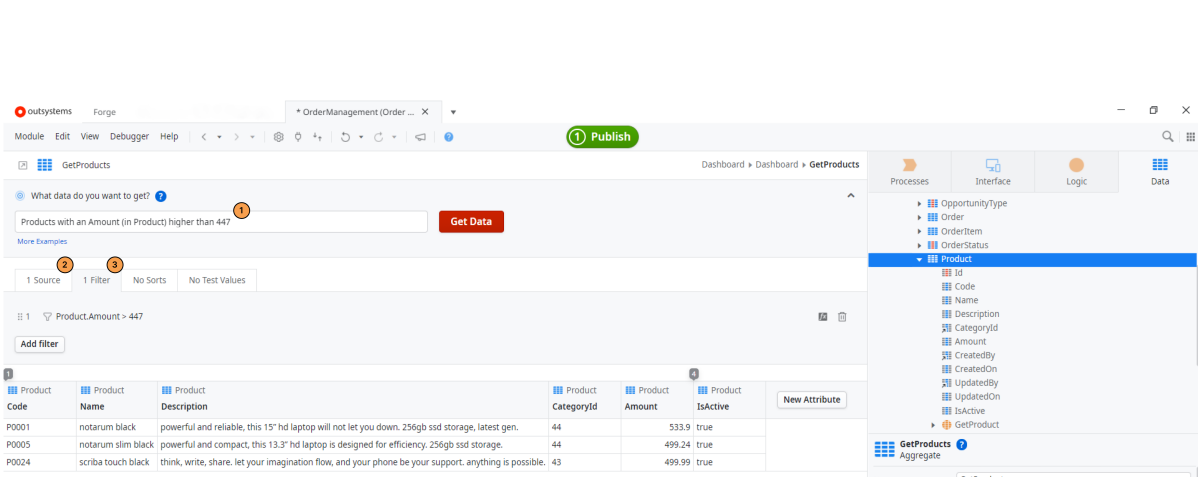 outsystems Forge * OrderManagement (Order ... X
Module Edit View Debugger Help 1 Publish
GetProducts Dashboard Dashboard GetProducts
Processes Interface Logic Data
What data do you want to get? ?
1
Products with an Amount (in Product) higher than 447 Get Data
More Examples
2 3
1 Source 1 Filter No Sorts No Test Values
1 Product.Amount > 447
Add filter
1 4
Product Product Product Product Product Product
Code Name Description CategoryId Amount IsActive New Attribute
P0001 notarum black powerful and reliable, this 15" hd laptop will not let you down. 256gb ssd storage, latest gen. 44 533.9 true
P0005 notarum slim black powerful and compact, this 13.3" hd laptop is designed for efficiency. 256gb ssd storage. 44 499.24 true
P0024 scriba touch black think, write, share. let your imagination flow, and your phone be your support. anything is possible. 43 499.99 true
OpportunityType
Order
OrderItem
OrderStatus
Product
Id
Code
Name
Description
CategoryId
Amount
CreatedBy
CreatedOn
UpdatedBy
UpdatedOn
IsActive
GetProduct
GetProducts ?
Aggregate